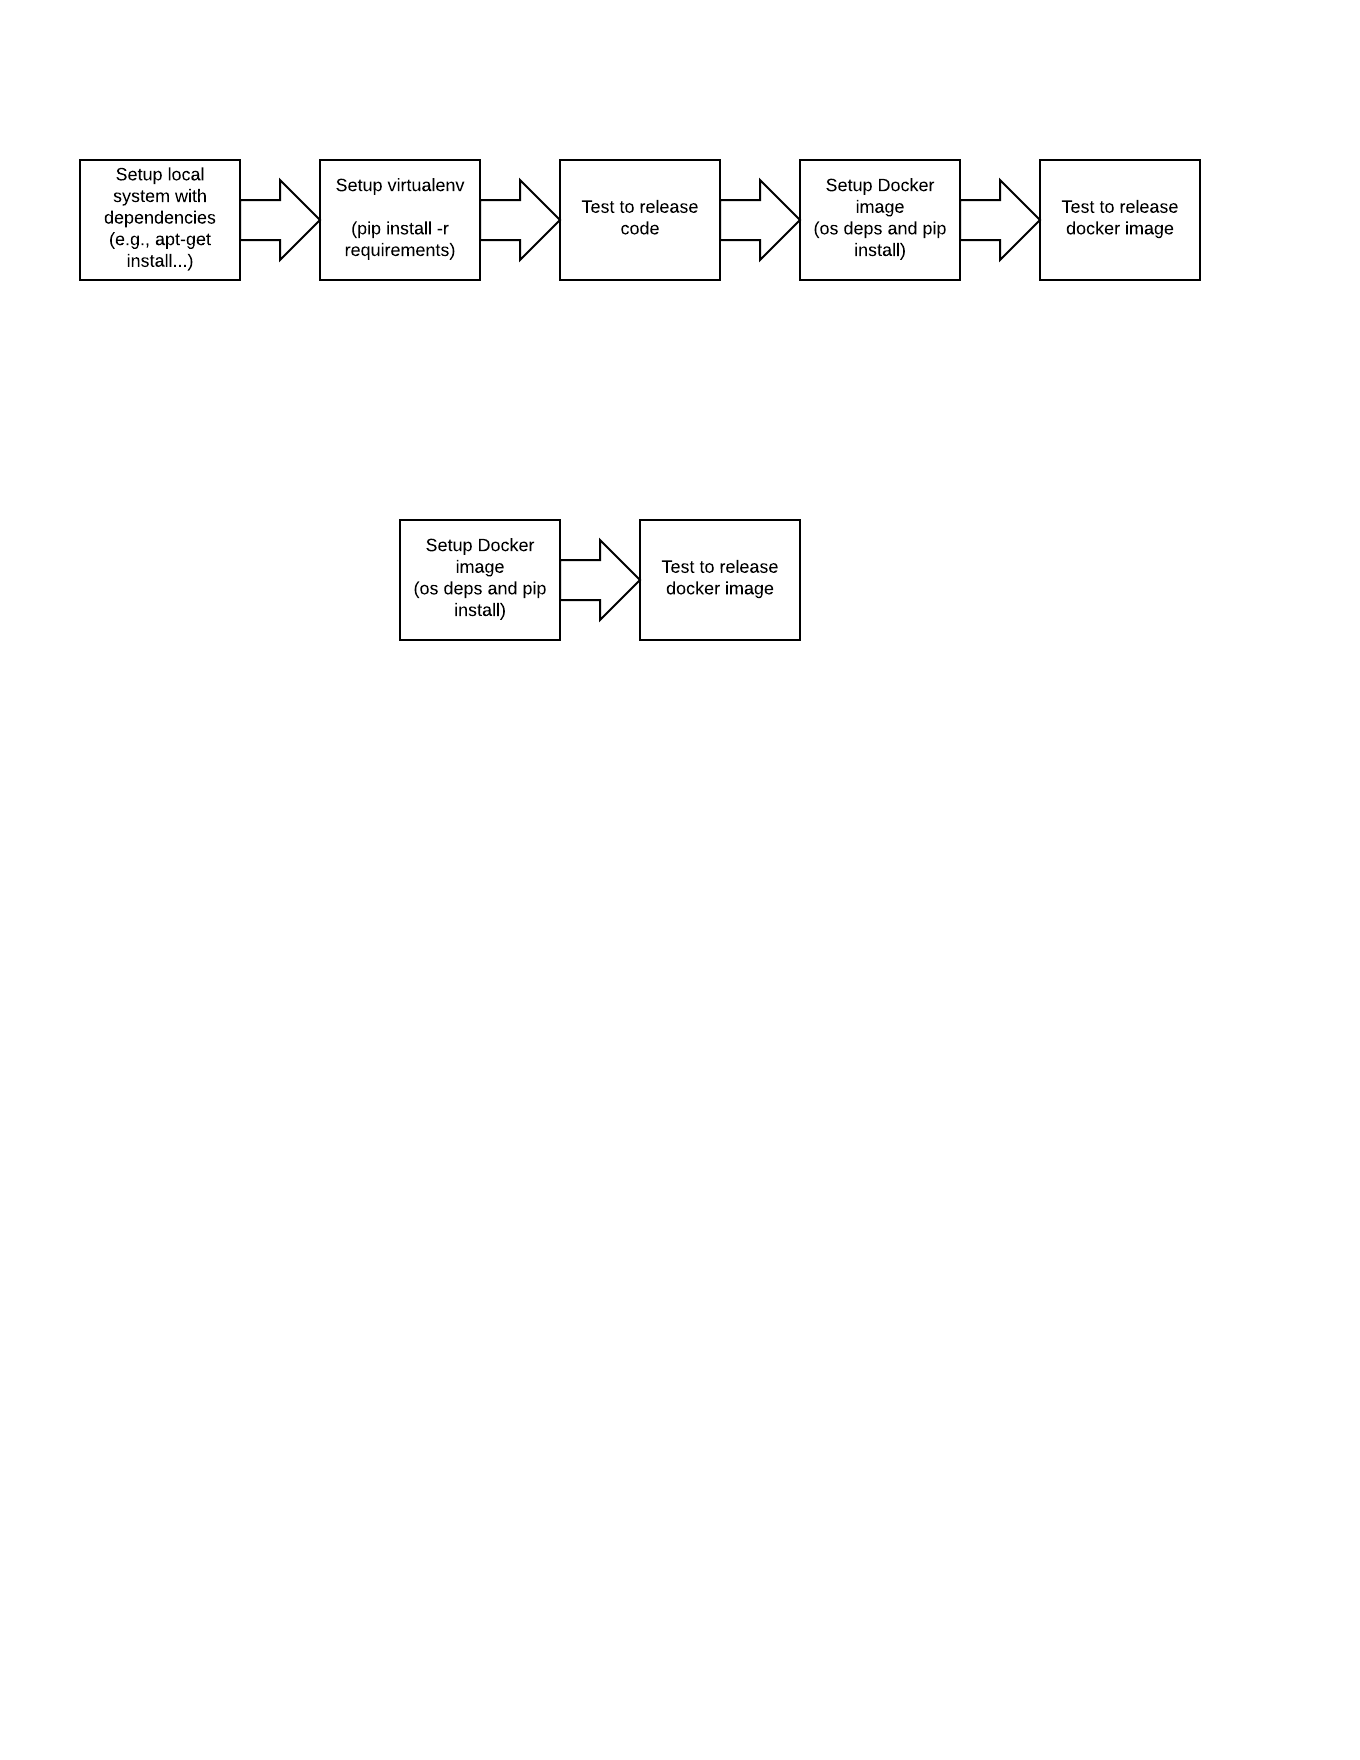 Setup local
system with
dependencies
(e.g., apt-get
install...)
Setup virtualenv
(pip install -r
requirements)
Test to release
code
Setup Docker
image
(os deps and pip
install)
Test to release
docker image
Setup Docker
image
(os deps and pip
install)
Test to release
docker image